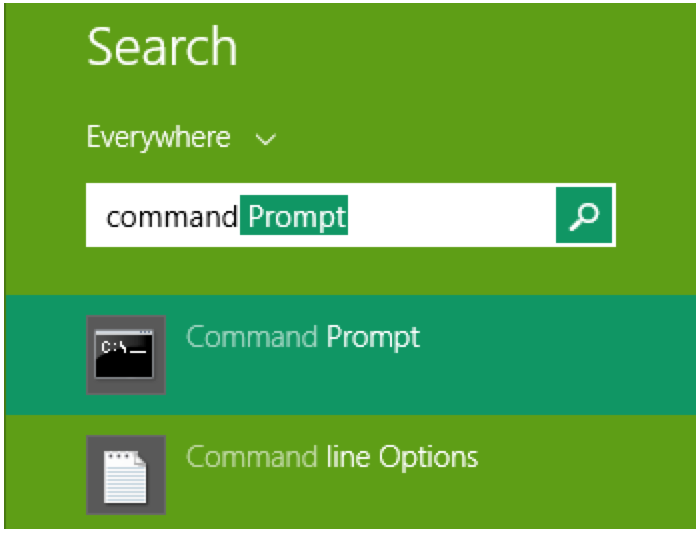 Search
Everywhere
command Prompt
C:\
Command Prompt
Command line Options